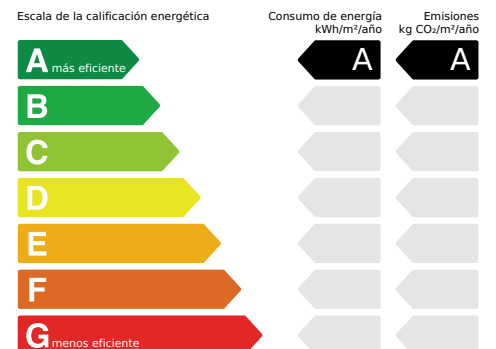 Escala de la calificación energética
Consumo de energía
kWh/m²/año
Emisiones
kg CO₂/m²/año
A más eficiente
A
A
B
C
D
E
F
G menos eficiente